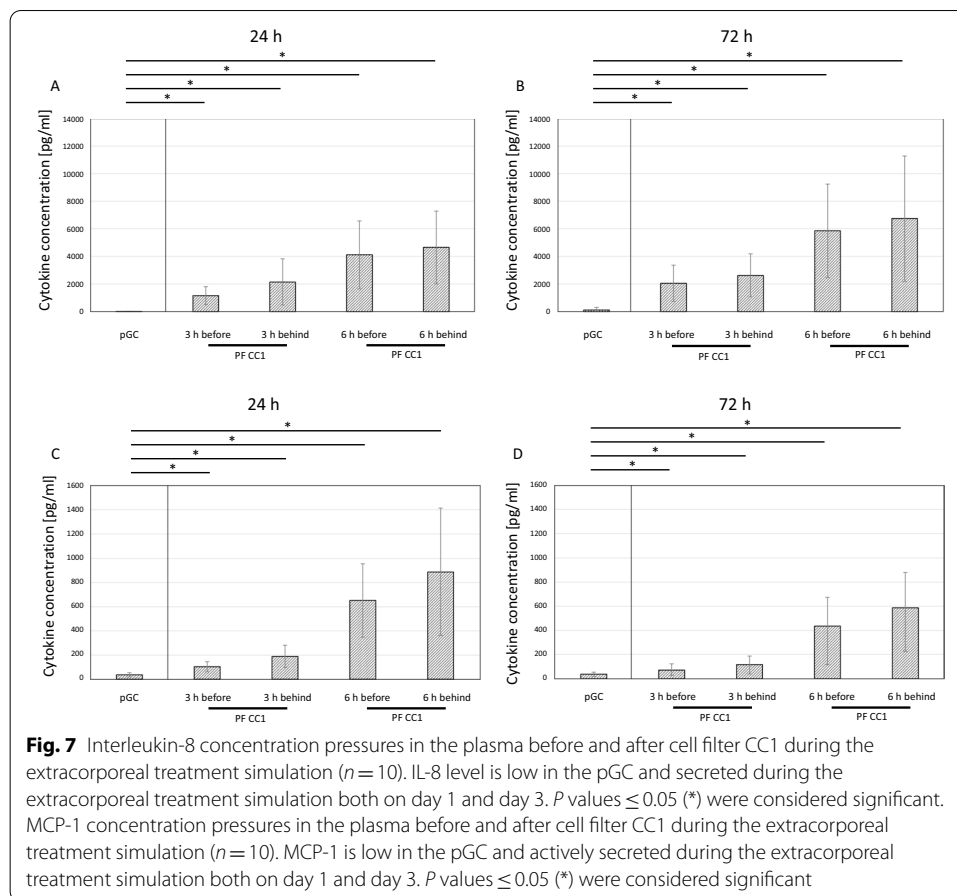 24 h
72 h
*
*
*
*
*
*
*
*
A
B
Cytokine concentration [pg/ml]
14000
12000
10000
8000
6000
4000
2000
0
pGC
3 h before
3 h behind
6 h before
6 h behind
PF CC1
PF CC1
Cytokine concentration [pg/ml]
14000
12000
10000
8000
6000
4000
2000
0
pGC
3 h before
3 h behind
6 h before
6 h behind
PF CC1
PF CC1
24 h
72 h
*
*
*
*
*
*
*
*
C
D
Cytokine concentration [pg/ml]
1600
1400
1200
1000
800
600
400
200
0
pGC
3 h before
3 h behind
6 h before
6 h behind
PF CC1
PF CC1
Cytokine concentration [pg/ml]
1600
1400
1200
1000
800
600
400
200
0
pGC
3 h before
3 h behind
6 h before
6 h behind
PF CC1
PF CC1
Fig. 7 Interleukin-8 concentration pressures in the plasma before and after cell filter CC1 during the
extracorporeal treatment simulation (n = 10). IL-8 level is low in the pGC and secreted during the
extracorporeal treatment simulation both on day 1 and day 3. P values ≤ 0.05 (*) were considered significant.
MCP-1 concentration pressures in the plasma before and after cell filter CC1 during the extracorporeal
treatment simulation (n = 10). MCP-1 is low in the pGC and actively secreted during the extracorporeal
treatment simulation both on day 1 and day 3. P values ≤ 0.05 (*) were considered significant